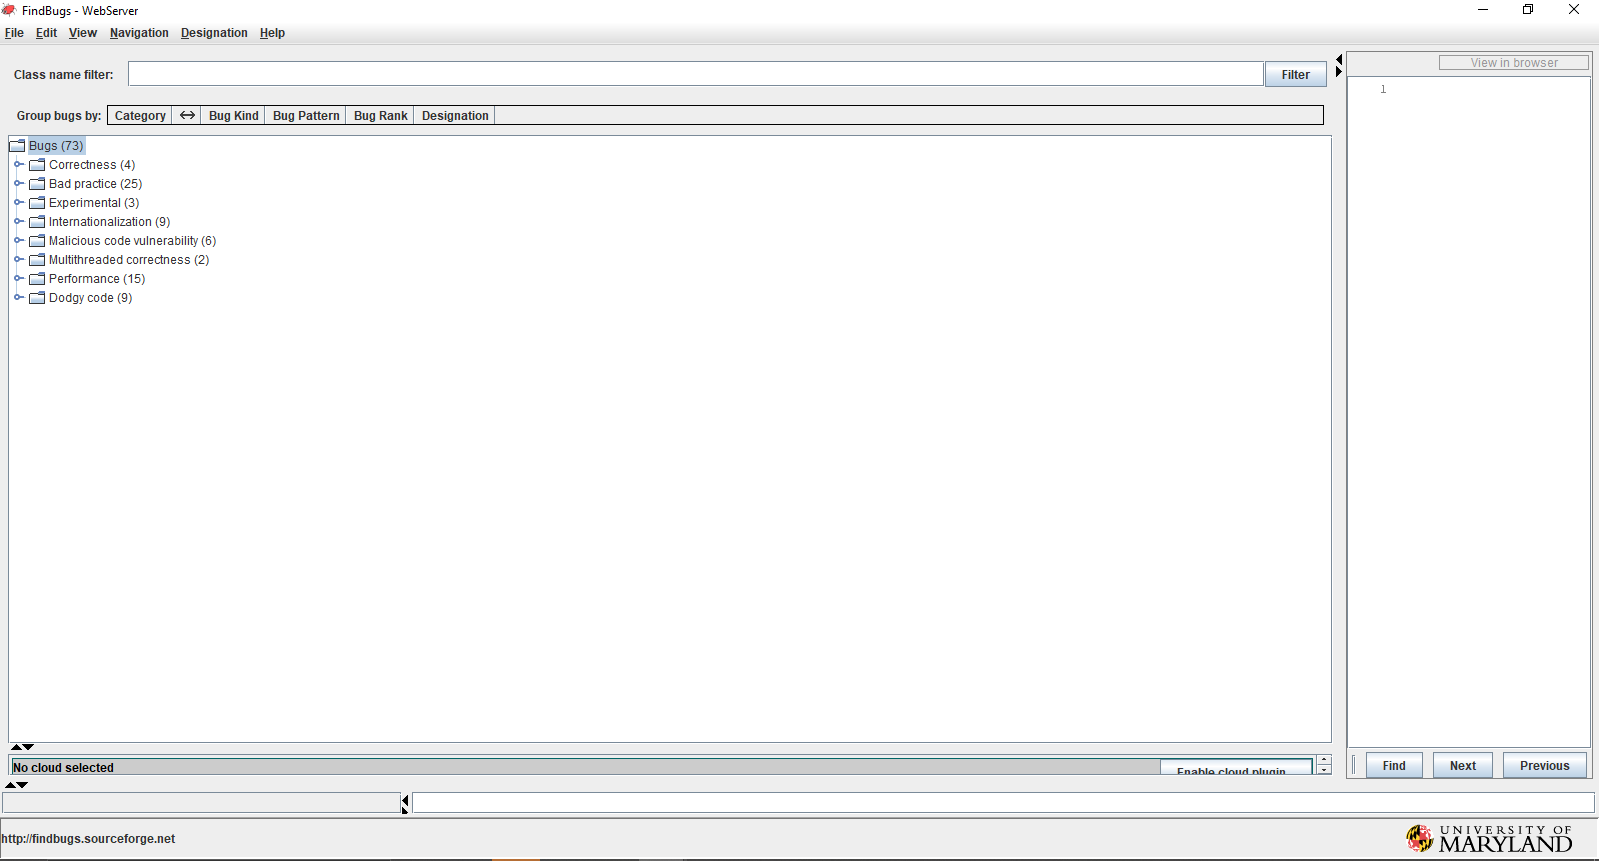 FindBugs - WebServer
File Edit View Navigation Designation Help
Class name filter: Filter
View in browser
1
Group bugs by: Category Bug Kind Bug Pattern Bug Rank Designation
Bugs (73)
Correctness (4)
Bad practice (25)
Experimental (3)
Internationalization (9)
Malicious code vulnerability (6)
Multithreaded correctness (2)
Performance (15)
Dodgy code (9)
No cloud selected
Enable cloud plugin
Find Next Previous
http://findbugs.sourceforge.net
UNIVERSITY OF
MARYLAND